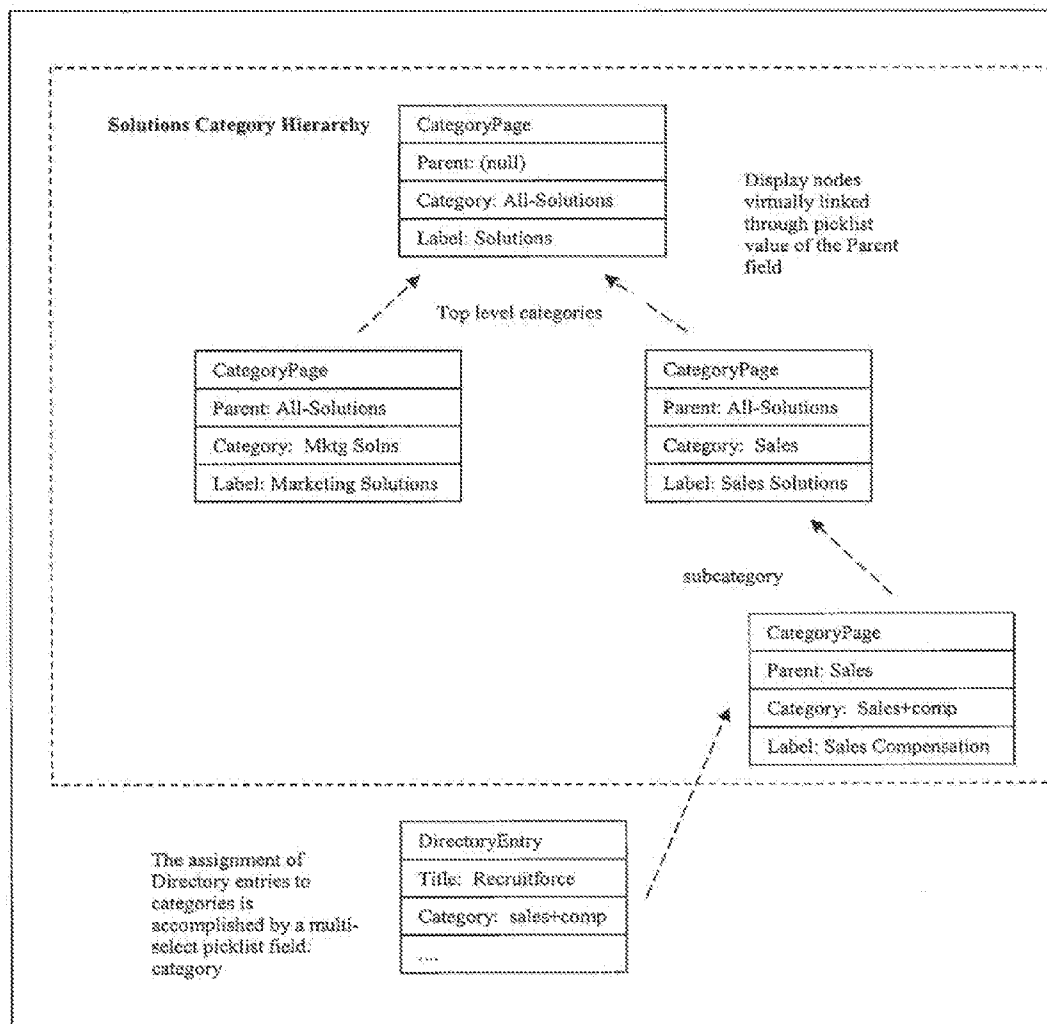 Solutions Category Hierarchy
CategoryPage
Parent: (null)
Category: All-Solutions
Label: Solutions
Display nodes
virtually linked
through picklist
value of the Parent
field
Top level categories
CategoryPage
Parent: All-Solutions
Category: Mktg Solns
Label: Marketing Solutions
CategoryPage
Parent: All-Solutions
Category: Sales
Label: Sales Solutions
subcategory
CategoryPage
Parent: Sales
Category: Sales+comp
Label: Sales Compensation
DirectoryEntry
Title: Recruitforce
Category: sales+comp
....
The assignment of
Directory entries to
categories is
accomplished by a multi-
select picklist field:
category